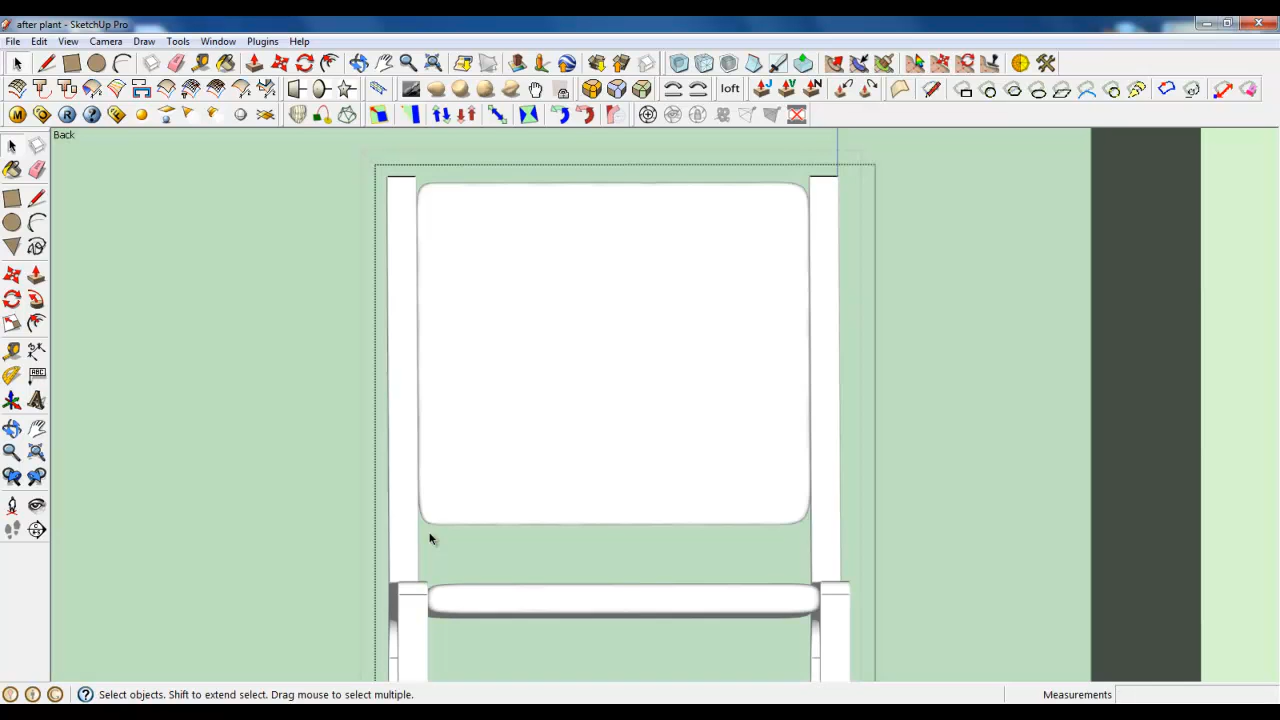 after plant - SketchUp Pro
File Edit View Camera Draw Tools Window Plugins Help
loft
Back
Select objects. Shift to extend select. Drag mouse to select multiple.
Measurements